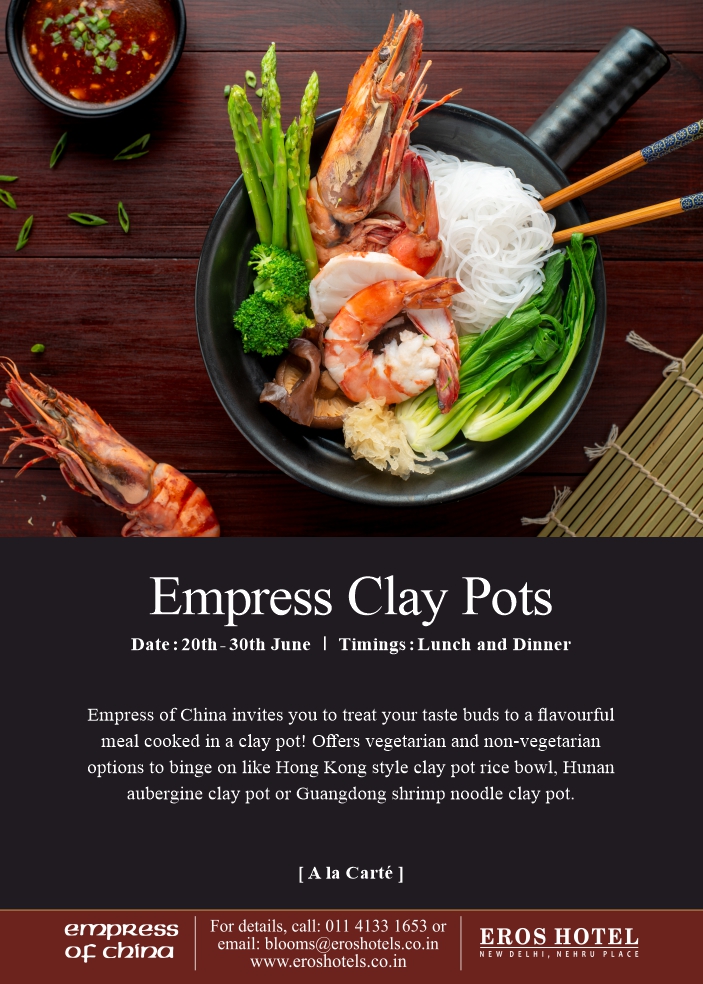 Empress Clay Pots
Date : 20th - 30th June | Timings : Lunch and Dinner
Empress of China invites you to treat your taste buds to a flavourful
meal cooked in a clay pot! Offers vegetarian and non-vegetarian
options to binge on like Hong Kong style clay pot rice bowl, Hunan
aubergine clay pot or Guangdong shrimp noodle clay pot.
[ A la Carté ]
empress
of china
For details, call: 011 4133 1653 or
email: blooms@eroshotels.co.in
www.eroshotels.co.in
EROS HOTEL
NEW DELHI, NEHRU PLACE